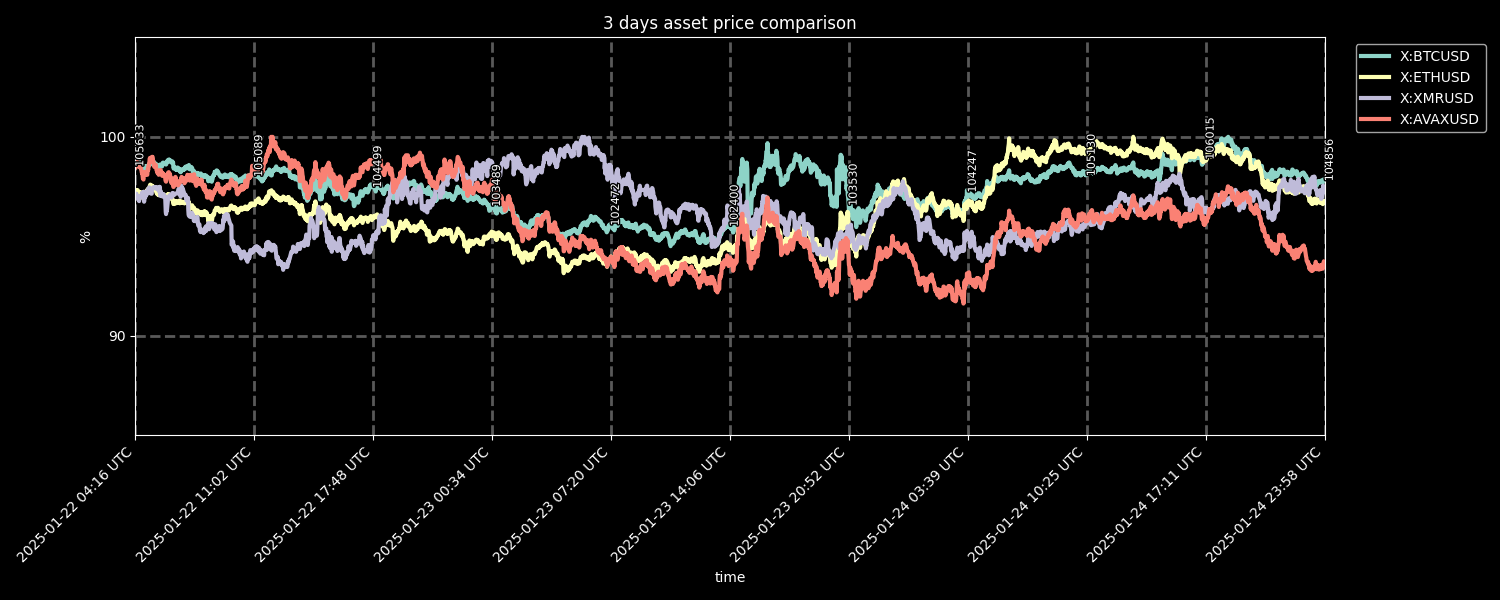 3 days asset price comparison
X:BTCUSD
X:ETHUSD
X:XMRUSD
X:AVAXUSD
%
100
90
105633
105089
104499
103489
102472
102400
103530
104247
105130
106015
104856
2025-01-22 04:16 UTC
2025-01-22 11:02 UTC
2025-01-22 17:48 UTC
2025-01-23 00:34 UTC
2025-01-23 07:20 UTC
2025-01-23 14:06 UTC
2025-01-23 20:52 UTC
2025-01-24 03:39 UTC
2025-01-24 10:25 UTC
2025-01-24 17:11 UTC
2025-01-24 23:58 UTC
time